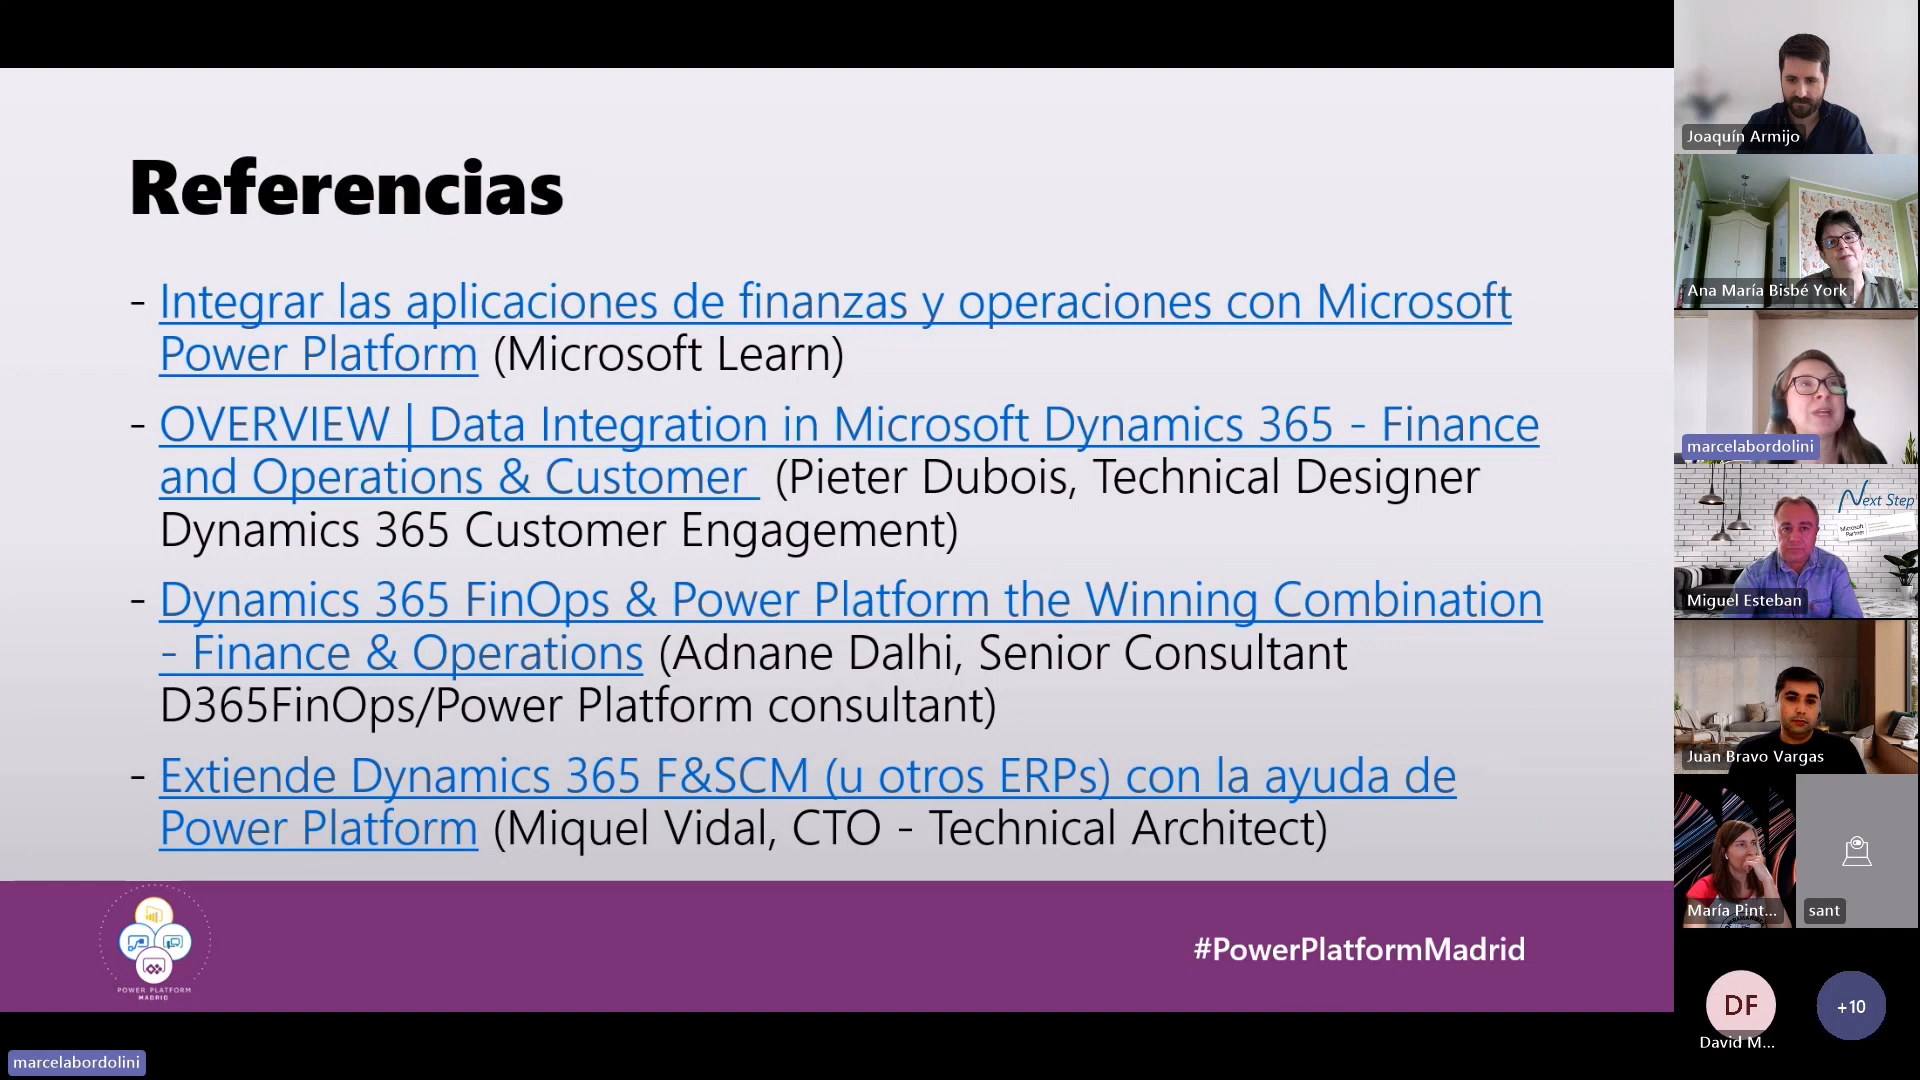 Referencias
- Integrar las aplicaciones de finanzas y operaciones con Microsoft
Power Platform (Microsoft Learn)
- OVERVIEW | Data Integration in Microsoft Dynamics 365 - Finance
and Operations & Customer (Pieter Dubois, Technical Designer
Dynamics 365 Customer Engagement)
- Dynamics 365 FinOps & Power Platform the Winning Combination
- Finance & Operations (Adnane Dalhi, Senior Consultant
D365FinOps/Power Platform consultant)
- Extiende Dynamics 365 F&SCM (u otros ERPs) con la ayuda de
Power Platform (Miquel Vidal, CTO - Technical Architect)
POWER PLATFORM
MADRID
#PowerPlatformMadrid
marcelabordolini
Joaquín Armijo
Ana María Bisbé York
marcelabordolini
Next Step
Microsoft
Partner
Miguel Esteban
Juan Bravo Vargas
María Pint...
sant
DF
David M...
+10